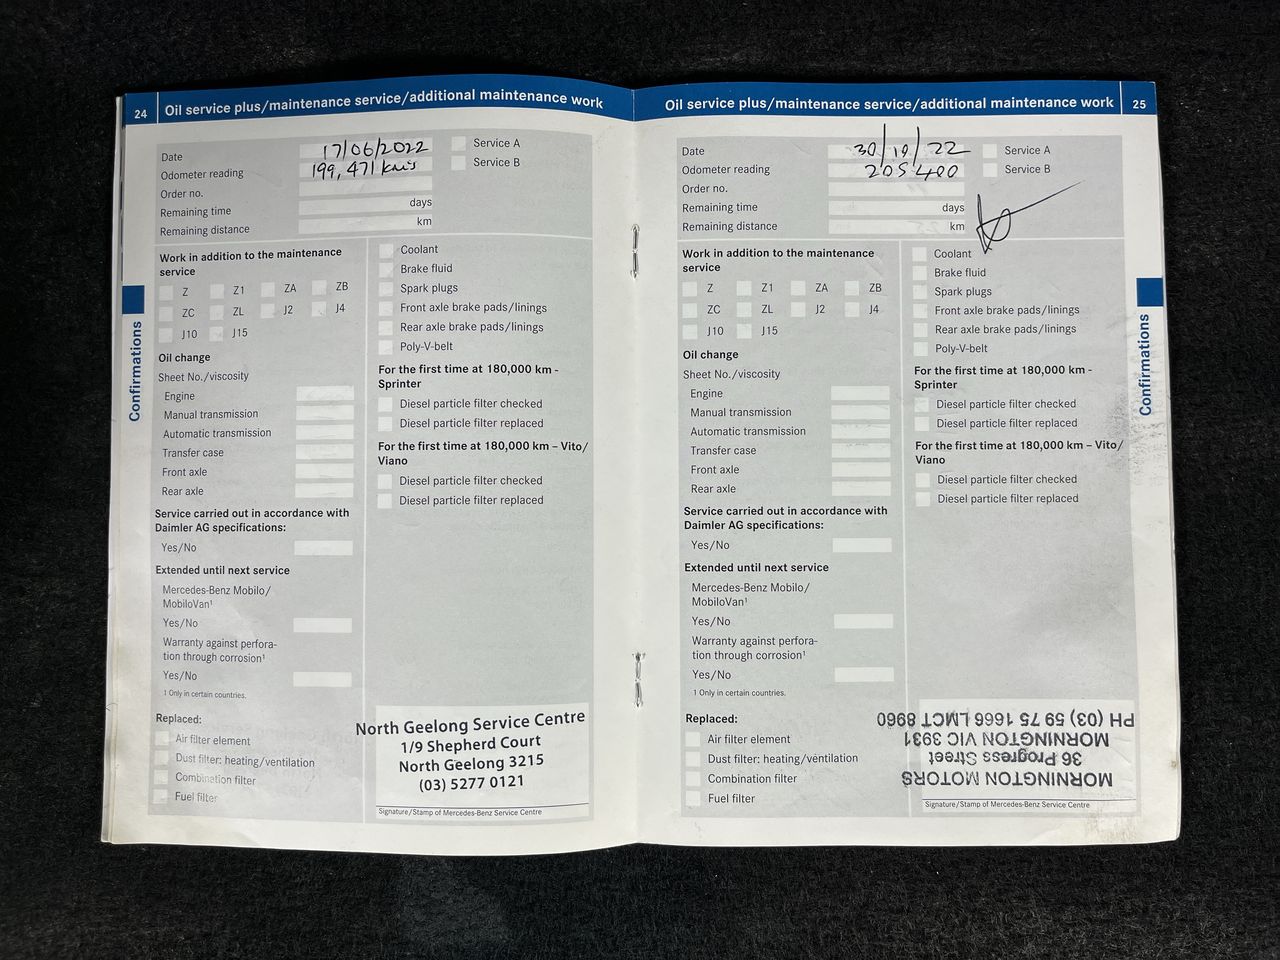 24 Oil service plus/maintenance service/additional maintenance work
Date 17/06/2022
Odometer reading 199,471 kms
Order no.
Remaining time days
Remaining distance km
Service A
Service B
Work in addition to the maintenance
service
Z Z1 ZA ZB
ZC ZL J2 J4
J10 J15
Oil change
Sheet No./viscosity
Engine
Manual transmission
Automatic transmission
Transfer case
Front axle
Rear axle
Service carried out in accordance with
Daimler AG specifications:
Yes/No
Extended until next service
Mercedes-Benz Mobilo/
MobiloVan¹
Yes/No
Warranty against perfora-
tion through corrosion¹
Yes/No
1 Only in certain countries.
Replaced:
Air filter element
Dust filter: heating/ventilation
Combination filter
Fuel filter
Coolant
Brake fluid
Spark plugs
Front axle brake pads/linings
Rear axle brake pads/linings
Poly-V-belt
For the first time at 180,000 km -
Sprinter
Diesel particle filter checked
Diesel particle filter replaced
For the first time at 180,000 km – Vito/
Viano
Diesel particle filter checked
Diesel particle filter replaced
North Geelong Service Centre
1/9 Shepherd Court
North Geelong 3215
(03) 5277 0121
Signature/Stamp of Mercedes-Benz Service Centre
Confirmations
Oil service plus/maintenance service/additional maintenance work 25
Date 30/10/22
Odometer reading 205400
Order no.
Remaining time days
Remaining distance km
Service A
Service B
Work in addition to the maintenance
service
Z Z1 ZA ZB
ZC ZL J2 J4
J10 J15
Oil change
Sheet No./viscosity
Engine
Manual transmission
Automatic transmission
Transfer case
Front axle
Rear axle
Service carried out in accordance with
Daimler AG specifications:
Yes/No
Extended until next service
Mercedes-Benz Mobilo/
MobiloVan¹
Yes/No
Warranty against perfora-
tion through corrosion¹
Yes/No
1 Only in certain countries.
Replaced:
Air filter element
Dust filter: heating/ventilation
Combination filter
Fuel filter
Coolant
Brake fluid
Spark plugs
Front axle brake pads/linings
Rear axle brake pads/linings
Poly-V-belt
For the first time at 180,000 km -
Sprinter
Diesel particle filter checked
Diesel particle filter replaced
For the first time at 180,000 km – Vito/
Viano
Diesel particle filter checked
Diesel particle filter replaced
MORNINGTON MOTORS
36 Progress Street
MORNINGTON VIC 3931
PH (03) 59 75 1666 LMCT 8960
Signature/Stamp of Mercedes-Benz Service Centre
Confirmations